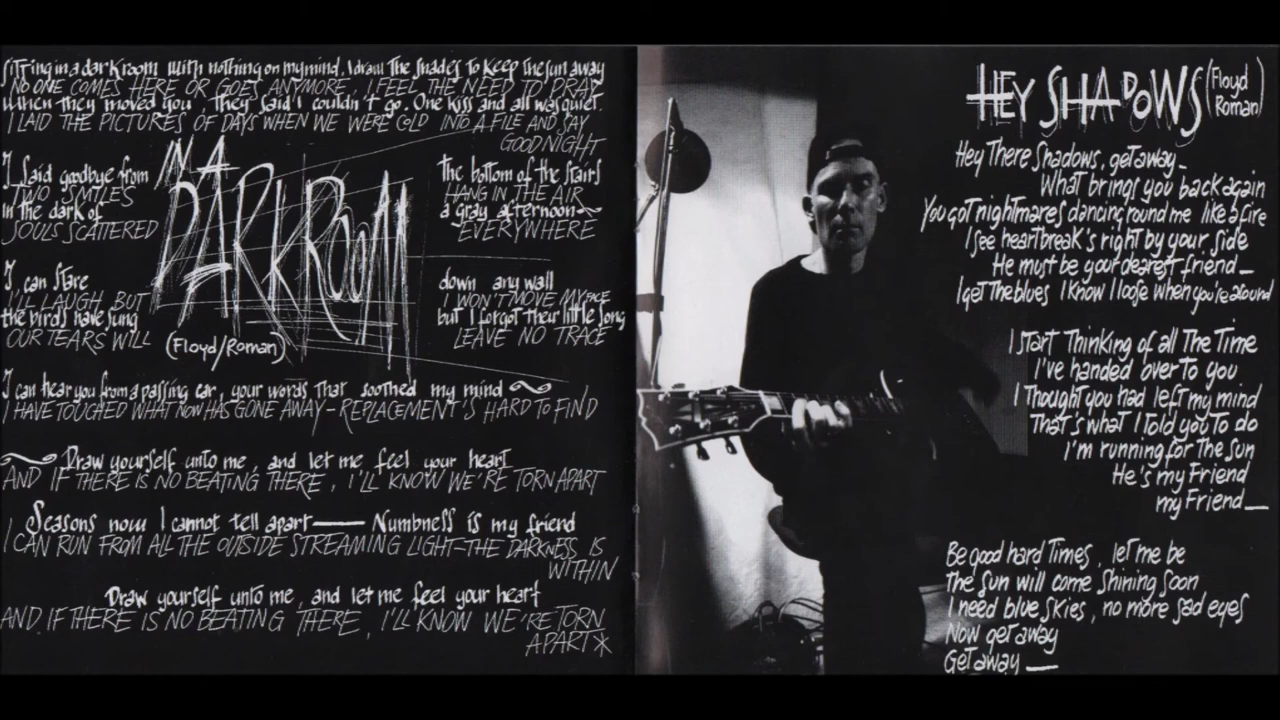 Sitting in a dark room with nothing on my mind, I draw the shades to keep the sun away
NO ONE COMES HERE OR GOES ANYMORE, I FEEL THE NEED TO PRAY
When they moved you, they said I couldn't go. One kiss and all was quiet.
I LAID THE PICTURES OF DAYS WHEN WE WERE COLD INTO A FILE AND SAY
GOOD NIGHT
IN A
DARKROOM
(Floyd/Roman)
I said goodbye from the bottom of the stairs
TWO SMILES HANG IN THE AIR
in the dark of a gray afternoon~
SOULS SCATTERED EVERYWHERE
I, can stare down any wall
I'LL LAUGH BUT I WON'T MOVE MY FACE
the birds have sung but I forgot their little song
OUR TEARS WILL LEAVE NO TRACE
I can hear you from a passing car, your words that soothed my mind ~
I HAVE TOUCHED WHAT NOW HAS GONE AWAY - REPLACEMENT'S HARD TO FIND
~ Draw yourself unto me, and let me feel your heart
AND IF THERE IS NO BEATING THERE, I'LL KNOW WE'RE TORN APART
Seasons now I cannot tell apart — Numbness is my friend
I CAN RUN FROM ALL THE OUTSIDE STREAMING LIGHT - THE DARKNESS IS
WITHIN
Draw yourself unto me, and let me feel your heart
AND IF THERE IS NO BEATING THERE, I'LL KNOW WE'RE TORN
APART*
HEY SHADOWS (Floyd
Roman)
Hey There Shadows, get away_
What brings you back again
You got nightmares dancing round me like a fire
I see heartbreak's right by your side
He must be your dearest friend_
I get the blues I know I loose when you're around
I start Thinking of all The Time
I've handed over to you
I Thought you had left my mind
That's what I told you To do
I'm running for The sun
He's my Friend
my Friend_
Be good hard Times, let me be
The sun will come shining soon
I need blue skies, no more sad eyes
Now get away
Get away —